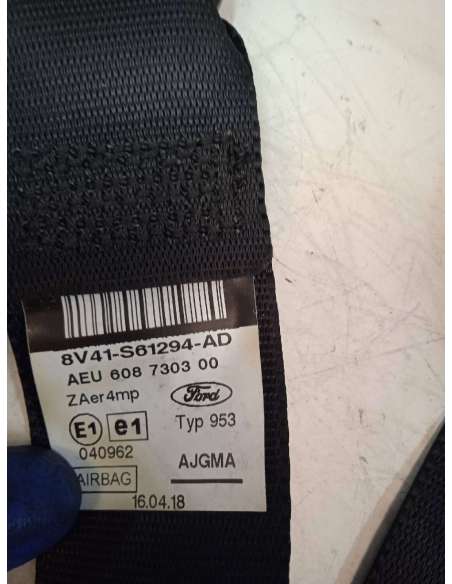 8V41-S61294-AD
AEU 608 7303 00
ZAer4mp
Ford
E1 e1 Typ 953
040962
AJGMA
AIRBAG
16.04.18